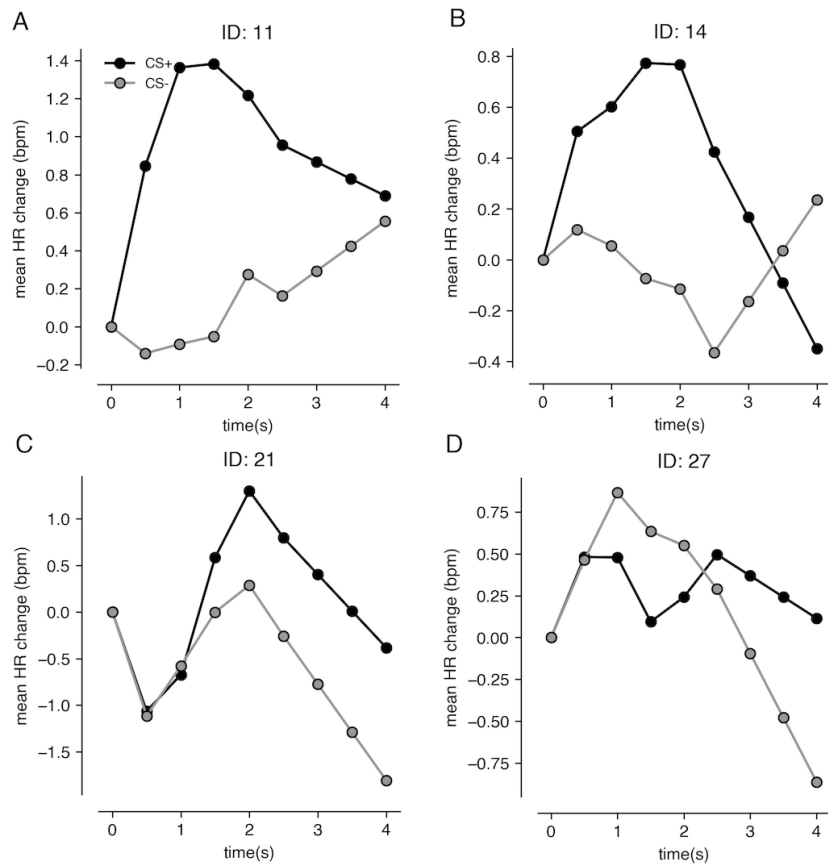 A
ID: 11
CS+
CS-
mean HR change (bpm)
1.4
1.2
1.0
0.8
0.6
0.4
0.2
0.0
−0.2
0 1 2 3 4
time(s)
B
ID: 14
mean HR change (bpm)
0.8
0.6
0.4
0.2
0.0
−0.2
−0.4
0 1 2 3 4
time(s)
C
ID: 21
mean HR change (bpm)
1.0
0.5
0.0
−0.5
−1.0
−1.5
0 1 2 3 4
time(s)
D
ID: 27
mean HR change (bpm)
0.75
0.50
0.25
0.00
−0.25
−0.50
−0.75
0 1 2 3 4
time(s)